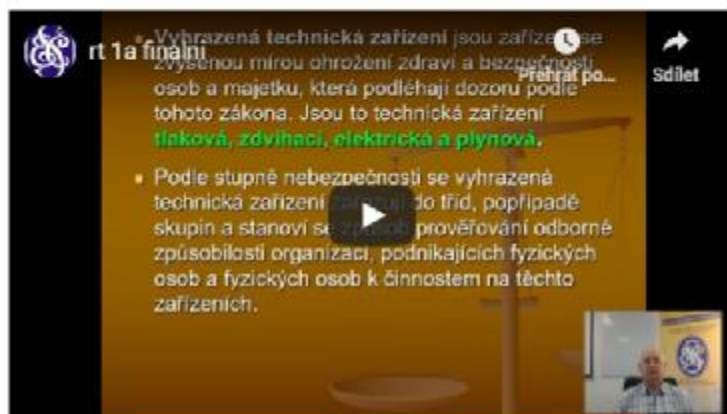 rt 1a finalni
Přehrát po...
Sdílet
Vyhrazená technická zařízení jsou zařízení se
zvýšenou mírou ohrožení zdraví a bezpečnosti
osob a majetku, která podléhají dozoru podle
tohoto zákona. Jsou to technická zařízení
tlaková, zdvihací, elektrická a plynová.
Podle stupně nebezpečnosti se vyhrazená
technická zařízení zařazují do tříd, popřípadě
skupin a stanoví se způsob prověřování odborné
způsobilosti organizací, podnikajících fyzických
osob a fyzických osob k činnostem na těchto
zařízeních.